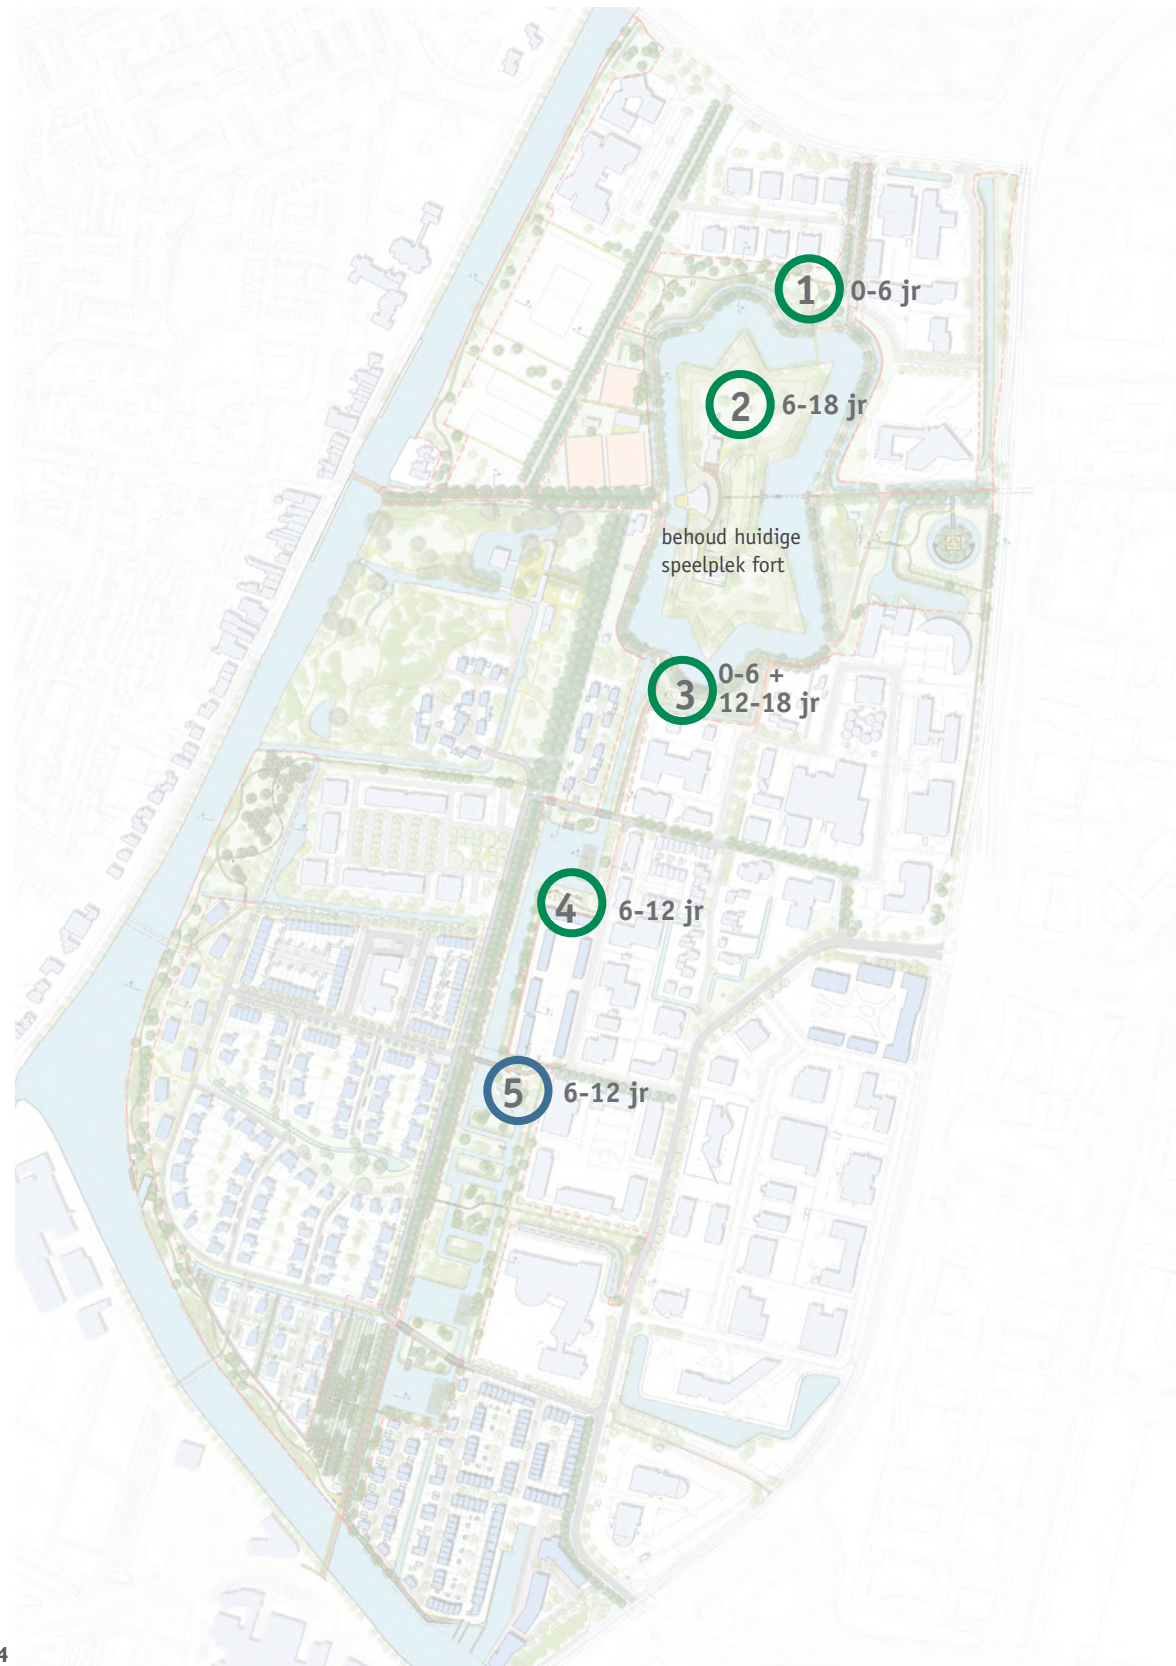 1 0-6 jr
2 6-18 jr
behoud huidige
speelplek fort
3 0-6 +
12-18 jr
4 6-12 jr
5 6-12 jr
4